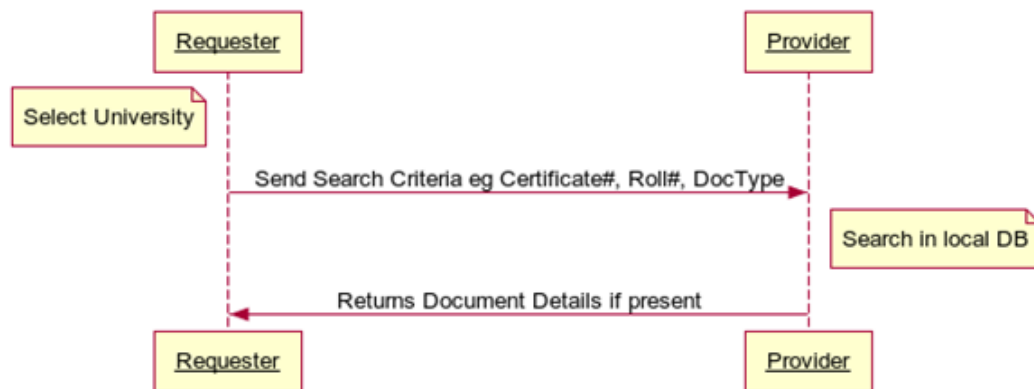 Requester
Provider
Select University
Send Search Criteria eg Certificate#, Roll#, DocType
Search in local DB
Returns Document Details if present
Requester
Provider